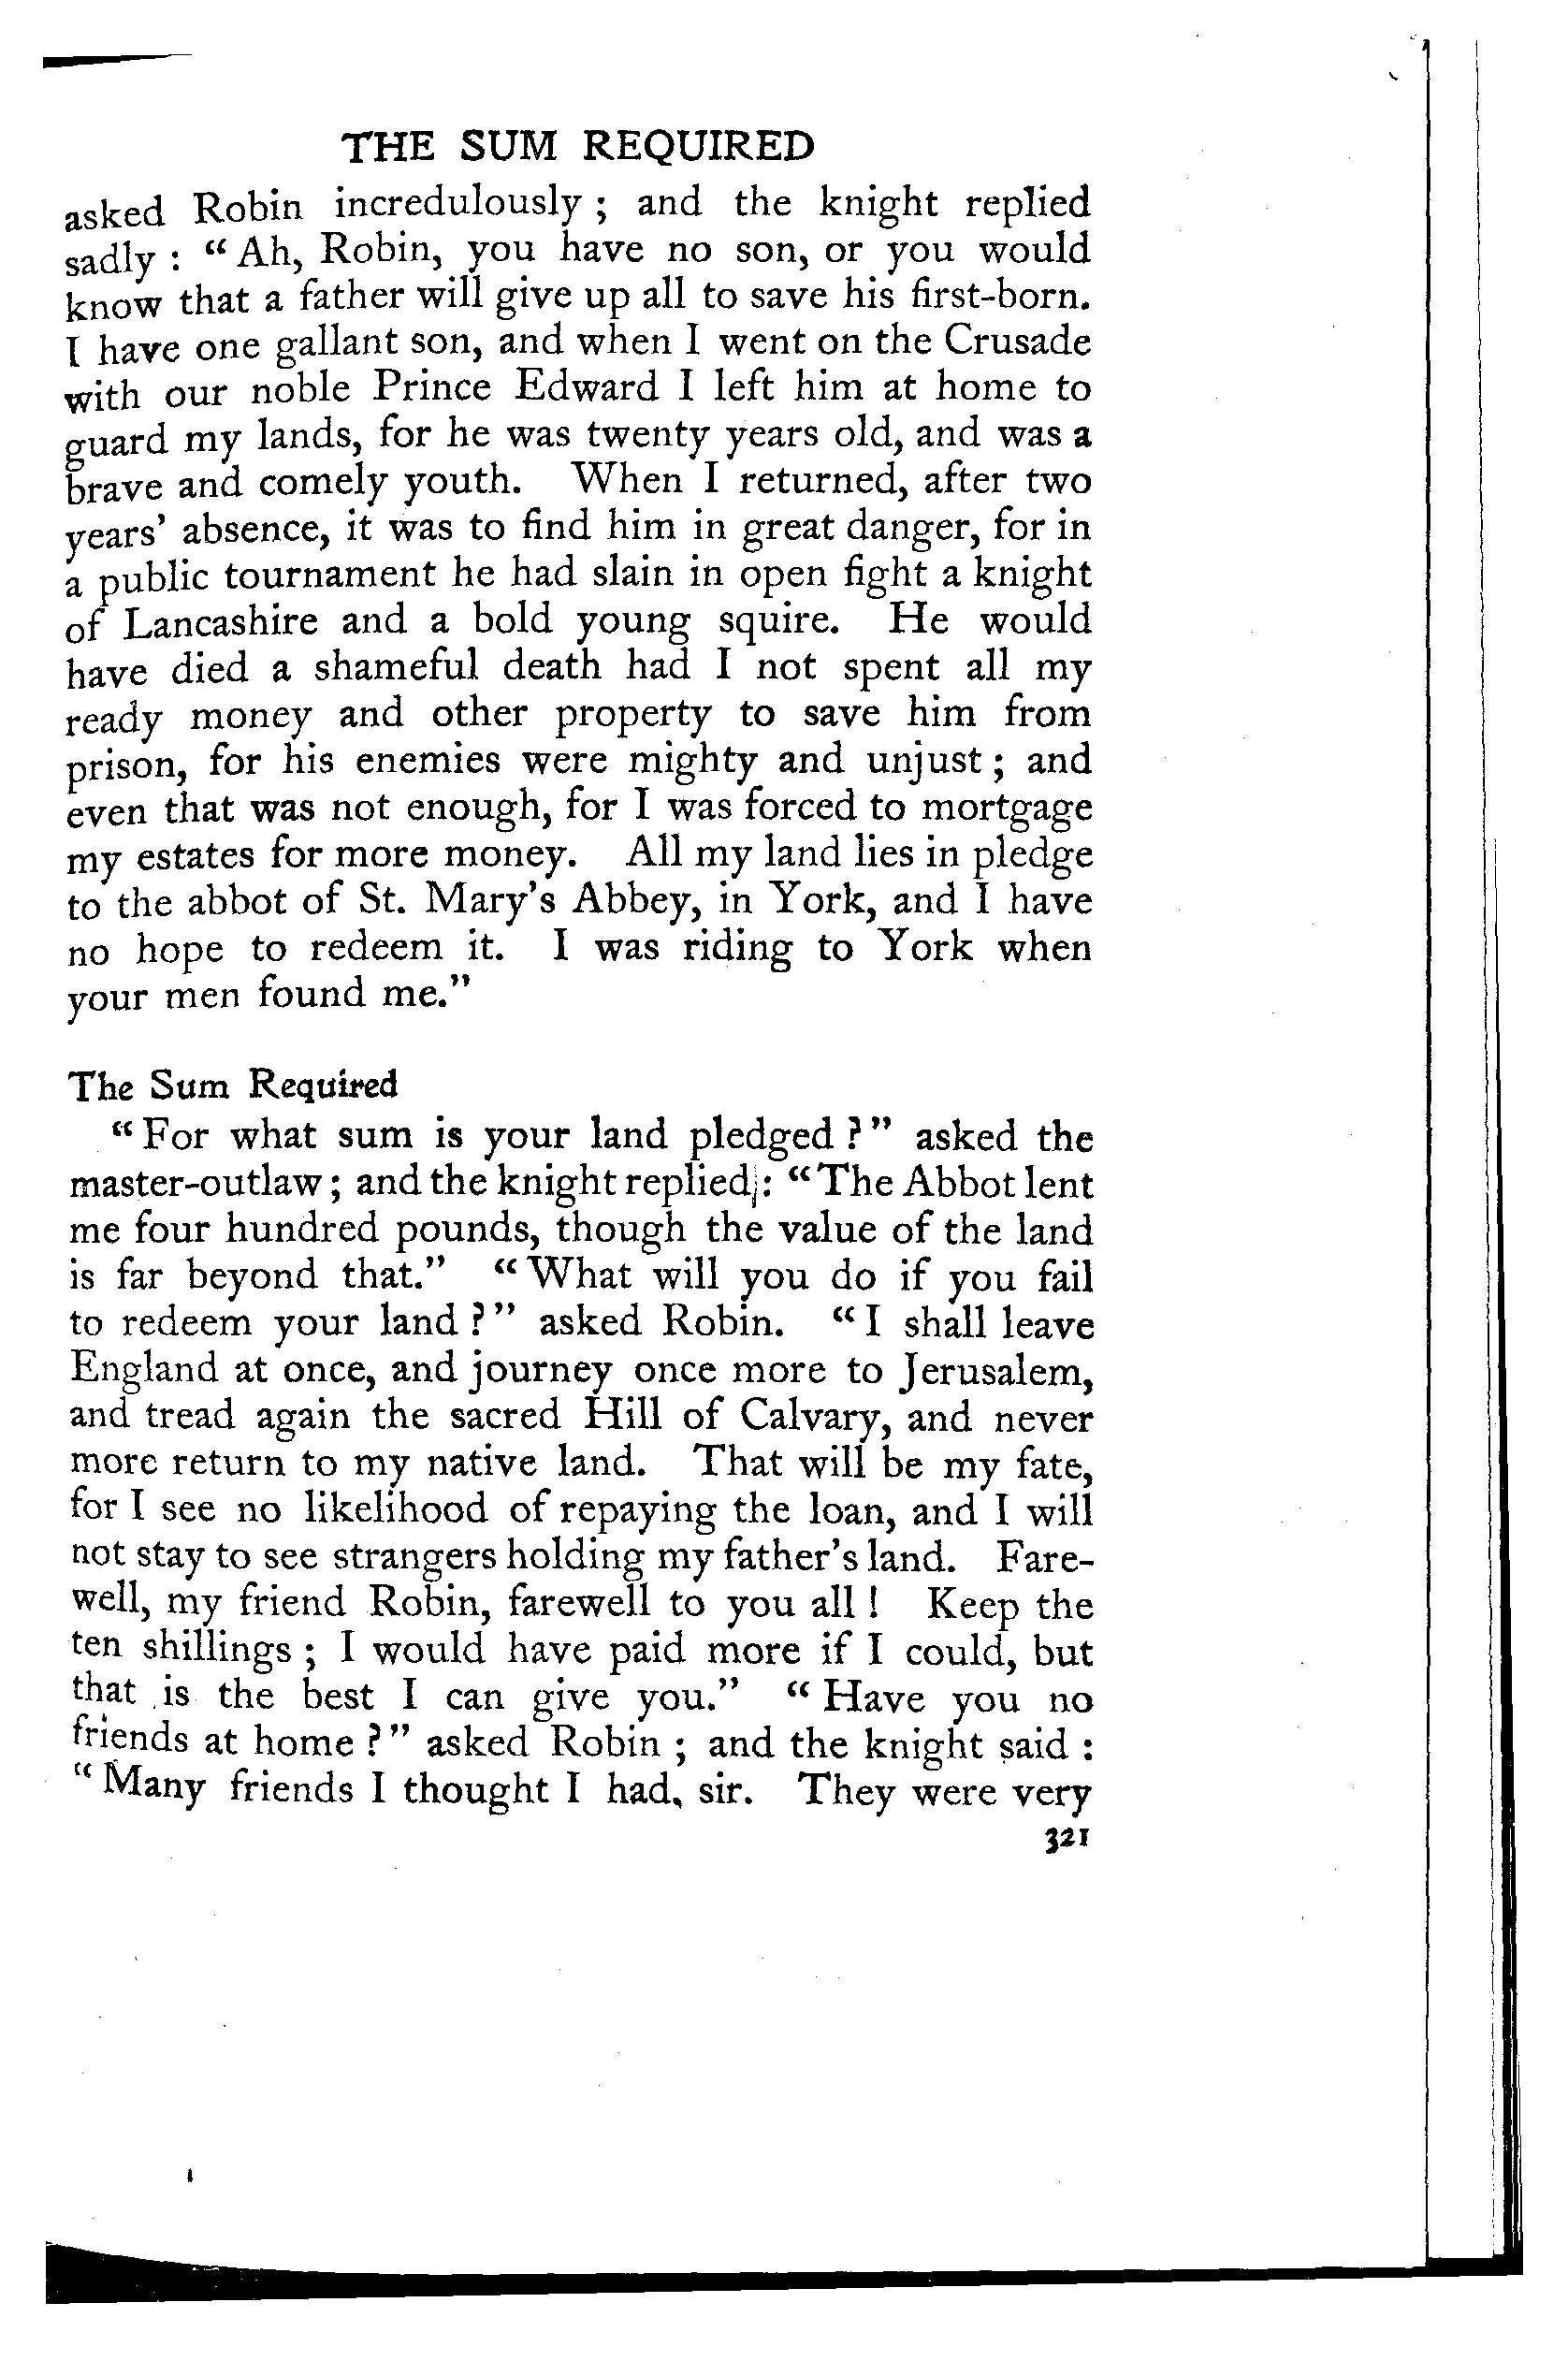 THE SUM REQUIRED
asked Robin incredulously ; and the knight replied
sadly : “ Ah, Robin, you have no son, or you would
know that a father will give up all to save his first-born.
I have one gallant son, and when I went on the Crusade
with our noble Prince Edward I left him at home to
guard my lands, for he was twenty years old, and was a
brave and comely youth. When I returned, after two
years’ absence, it was to find him in great danger, for in
a public tournament he had slain in open fight a knight
of Lancashire and a bold young squire. He would
have died a shameful death had I not spent all my
ready money and other property to save him from
prison, for his enemies were mighty and unjust ; and
even that was not enough, for I was forced to mortgage
my estates for more money. All my land lies in pledge
to the abbot of St. Mary’s Abbey, in York, and I have
no hope to redeem it. I was riding to York when
your men found me.”
The Sum Required
“ For what sum is your land pledged ? ” asked the
master-outlaw ; and the knight replied : “ The Abbot lent
me four hundred pounds, though the value of the land
is far beyond that.” “ What will you do if you fail
to redeem your land ? ” asked Robin. “ I shall leave
England at once, and journey once more to Jerusalem,
and tread again the sacred Hill of Calvary, and never
more return to my native land. That will be my fate,
for I see no likelihood of repaying the loan, and I will
not stay to see strangers holding my father’s land. Fare-
well, my friend Robin, farewell to you all ! Keep the
ten shillings ; I would have paid more if I could, but
that is the best I can give you.” “ Have you no
friends at home ? ” asked Robin ; and the knight said :
“ Many friends I thought I had, sir. They were very
321